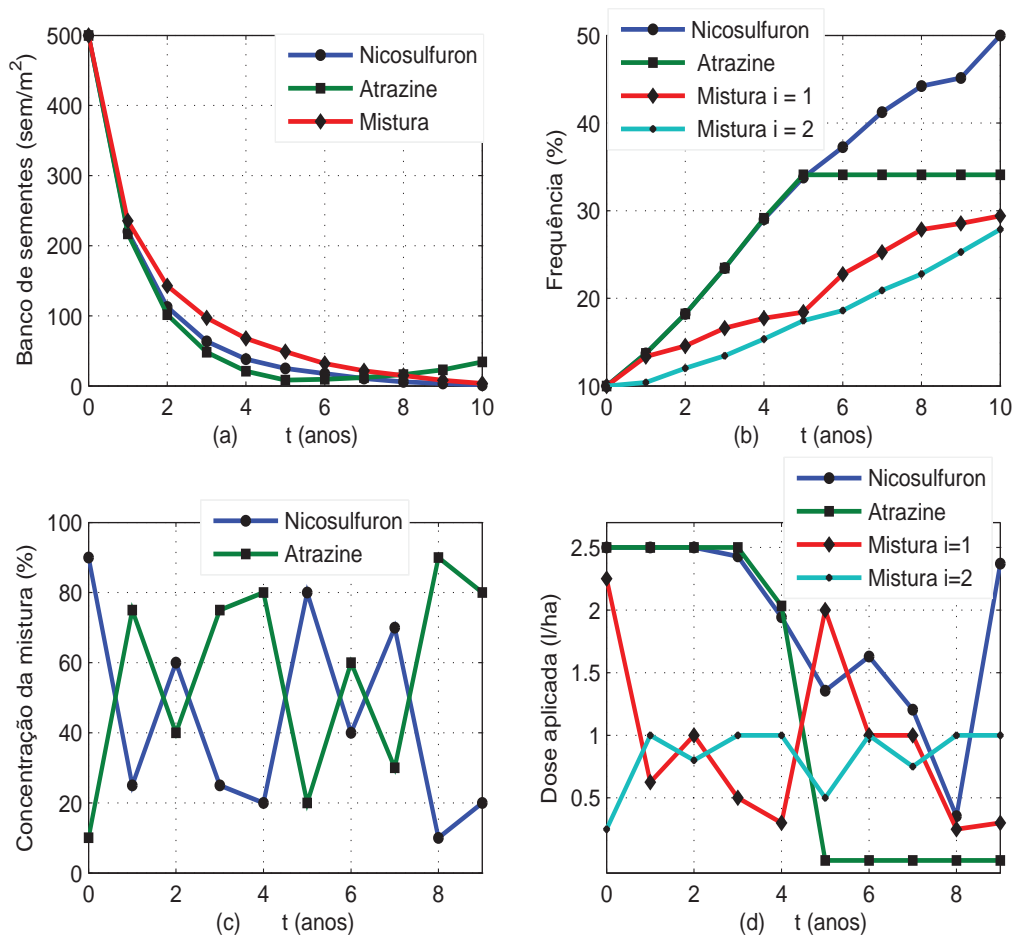 Banco de sementes (sem/m²)
500
400
300
200
100
0
Nicosulfuron
Atrazine
Mistura
0 2 4 6 8 10
(a) t (anos)
Frequência (%)
50
40
30
20
10
Nicosulfuron
Atrazine
Mistura i = 1
Mistura i = 2
0 2 4 6 8 10
(b) t (anos)
Concentração da mistura (%)
100
80
60
40
20
0
Nicosulfuron
Atrazine
0 2 4 6 8
(c) t (anos)
Dose aplicada (l/ha)
2.5
2
1.5
1
0.5
Nicosulfuron
Atrazine
Mistura i=1
Mistura i=2
0 2 4 6 8
(d) t (anos)